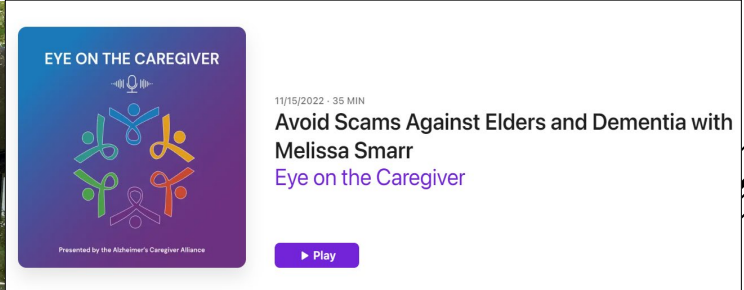 EYE ON THE CAREGIVER
Presented by the Alzheimer's Caregiver Alliance
11/15/2022 · 35 MIN
Avoid Scams Against Elders and Dementia with
Melissa Smarr
Eye on the Caregiver
Play